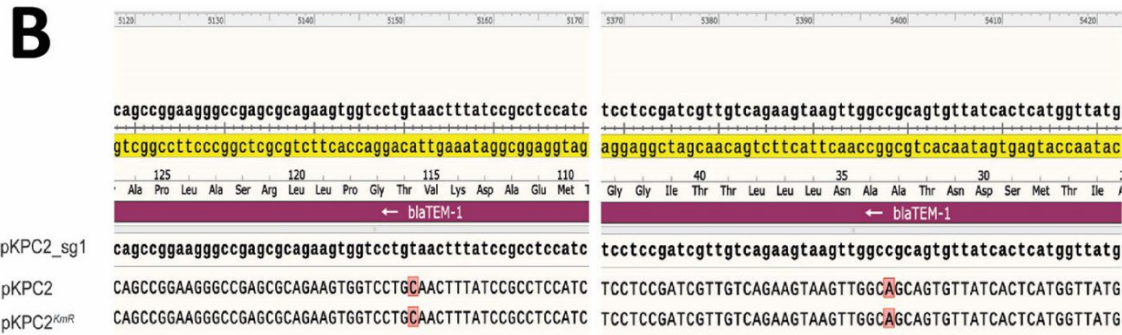 B
5120 5130 5140 5150 5160 5170
5370 5380 5390 5400 5410 5420
cagccggaagggccgagcgcagaagtggtcctgtaactttatccgcctccatc
tcctccgatcgttgtcagaagtaagttggccgcagtgttatcactcatggttatg
gtcggccttcccggctcgcgtcttcaccaggacattgaaataggcggaggtag
aggaggctagcaacagtcttcattcaaccggcgtcacaatagtgagtaccaatac
125 120 115 110
40 35 30
Ala Pro Leu Ala Ser Arg Leu Leu Pro Gly Thr Val Lys Asp Ala Glu Met
Gly Gly Ile Thr Thr Leu Leu Leu Asn Ala Ala Thr Asn Asp Ser Met Thr Ile
← blaTEM-1
← blaTEM-1
pKPC2_sg1 cagccggaagggccgagcgcagaagtggtcctgtaactttatccgcctccatc tcctccgatcgttgtcagaagtaagttggccgcagtgttatcactcatggttatg
pKPC2 CAGCCGGAAGGGCCGAGCGCAGAAGTGGTCCTGCAACTTTATCCGCCTCCATC TCCTCCGATCGTTGTCAGAAGTAAGTTGGCAGCAGTGTTATCACTCATGGTTATG
pKPC2KmR CAGCCGGAAGGGCCGAGCGCAGAAGTGGTCCTGCAACTTTATCCGCCTCCATC TCCTCCGATCGTTGTCAGAAGTAAGTTGGCAGCAGTGTTATCACTCATGGTTATG